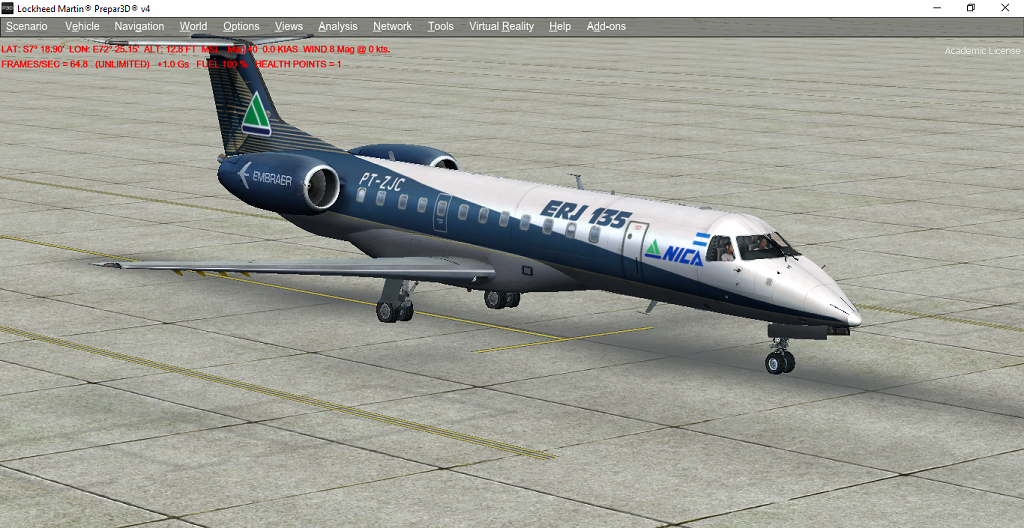 Lockheed Martin® Prepar3D® v4
Scenario Vehicle Navigation World Options Views Analysis Network Tools Virtual Reality Help Add-ons
LAT: S7° 18.90' LON: E72° 25.15' ALT: 12.8 FT 0.0 KIAS WIND 8 Mag @ 0 kts.
Academic License
FRAMES/SEC = 64.8 (UNLIMITED) +1.0 Gs FUEL 100 % HEALTH POINTS = 1
EMBRAER
PT-ZJC
ERJ 135
NICA